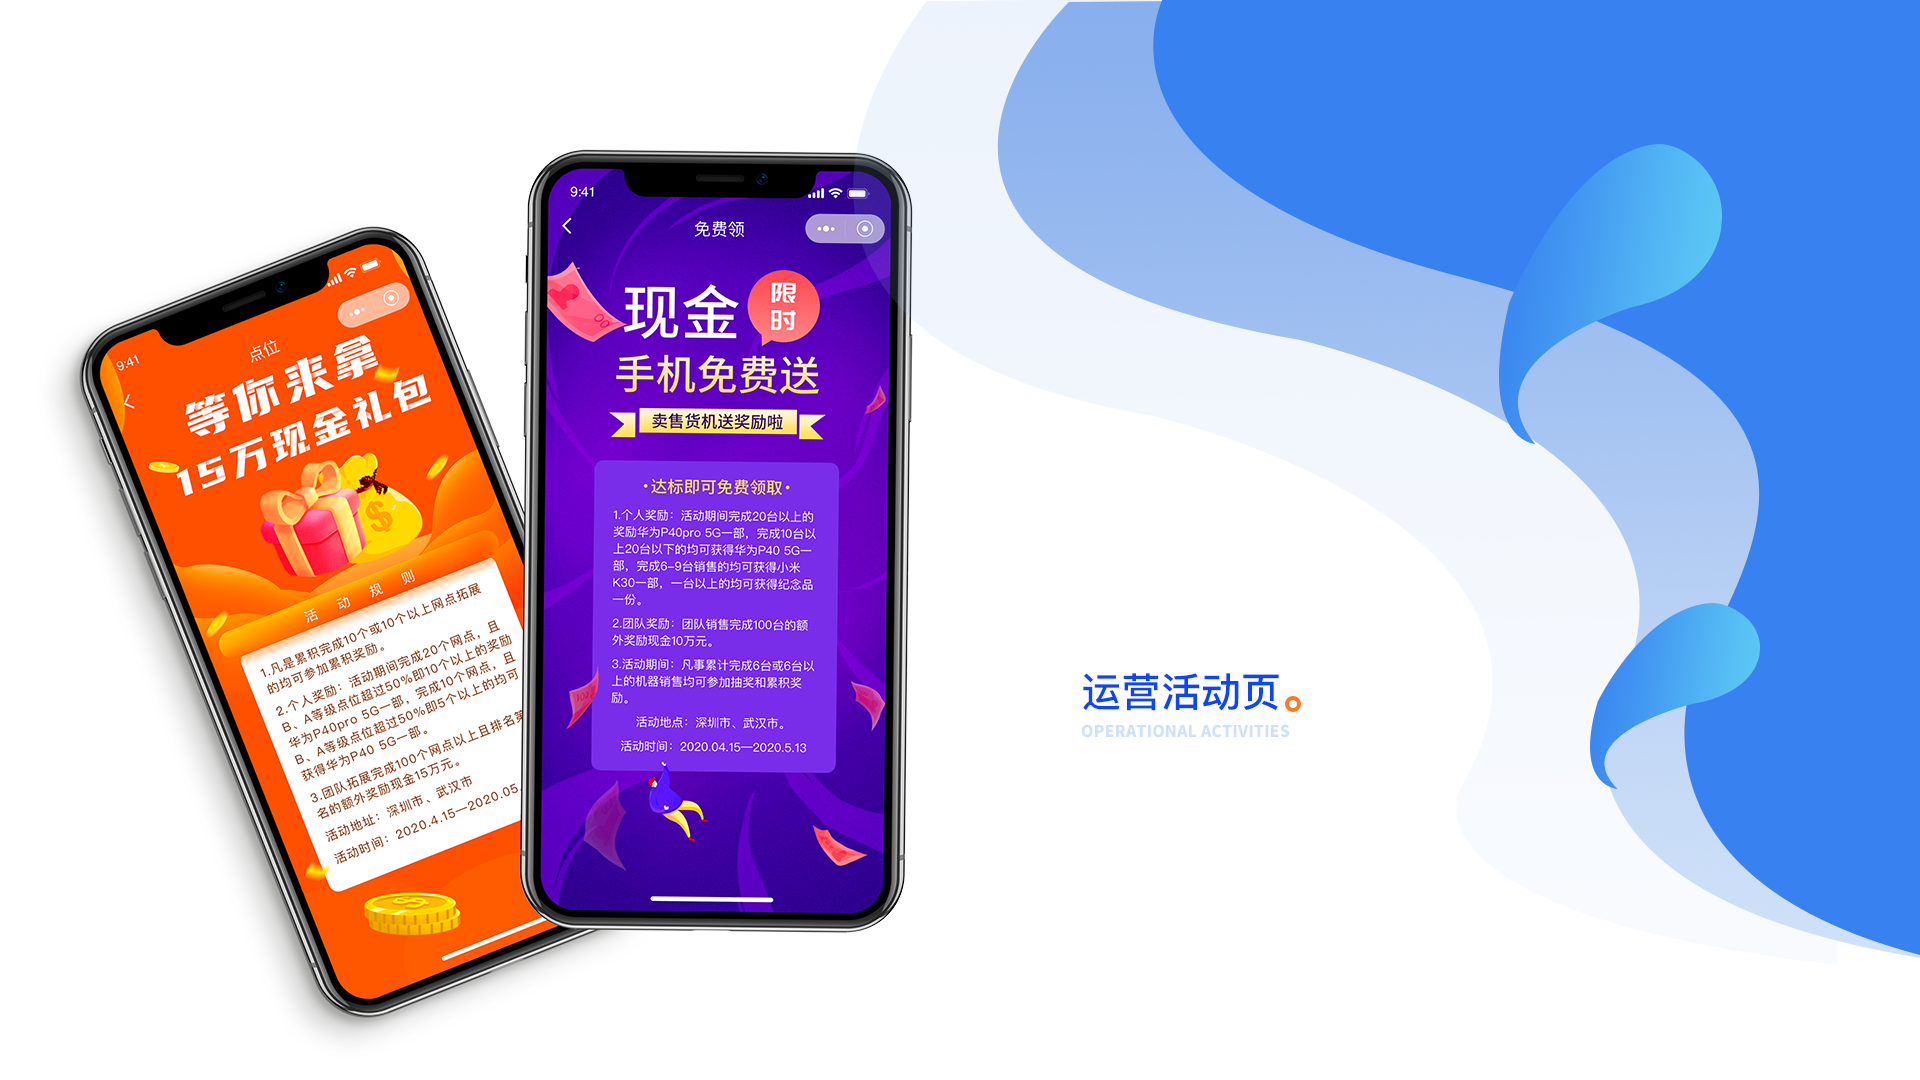 9:41
点位
等你来拿
15万现金礼包
活动规则
1.凡是累积完成10个或10个以上网点拓展
的均可参加累积奖励。
2.个人奖励：活动期间完成20个网点，且
B、A等级点位超过50%即10个以上的奖励
华为P40pro 5G一部，完成10个网点，且
B、A等级点位超过50%即5个以上的均可
获得华为P40 5G一部。
3.团队拓展完成100个网点以上且排名第
名的额外奖励现金15万元。
活动地址：深圳市、武汉市
活动时间：2020.4.15—2020.05.
9:41
免费领
现金
限
时
手机免费送
卖售货机送奖励啦
·达标即可免费领取·
1.个人奖励：活动期间完成20台以上的
奖励华为P40pro 5G一部，完成10台以
上20台以下的均可获得华为P40 5G一
部，完成6-9台销售的均可获得小米
K30一部，一台以上的均可获得纪念品
一份。
2.团队奖励：团队销售完成100台的额
外奖励现金10万元。
3.活动期间：凡事累计完成6台或6台以
上的机器销售均可参加抽奖和累积奖
励。
活动地点：深圳市、武汉市。
活动时间：2020.04.15—2020.5.13
运营活动页
OPERATIONAL ACTIVITIES